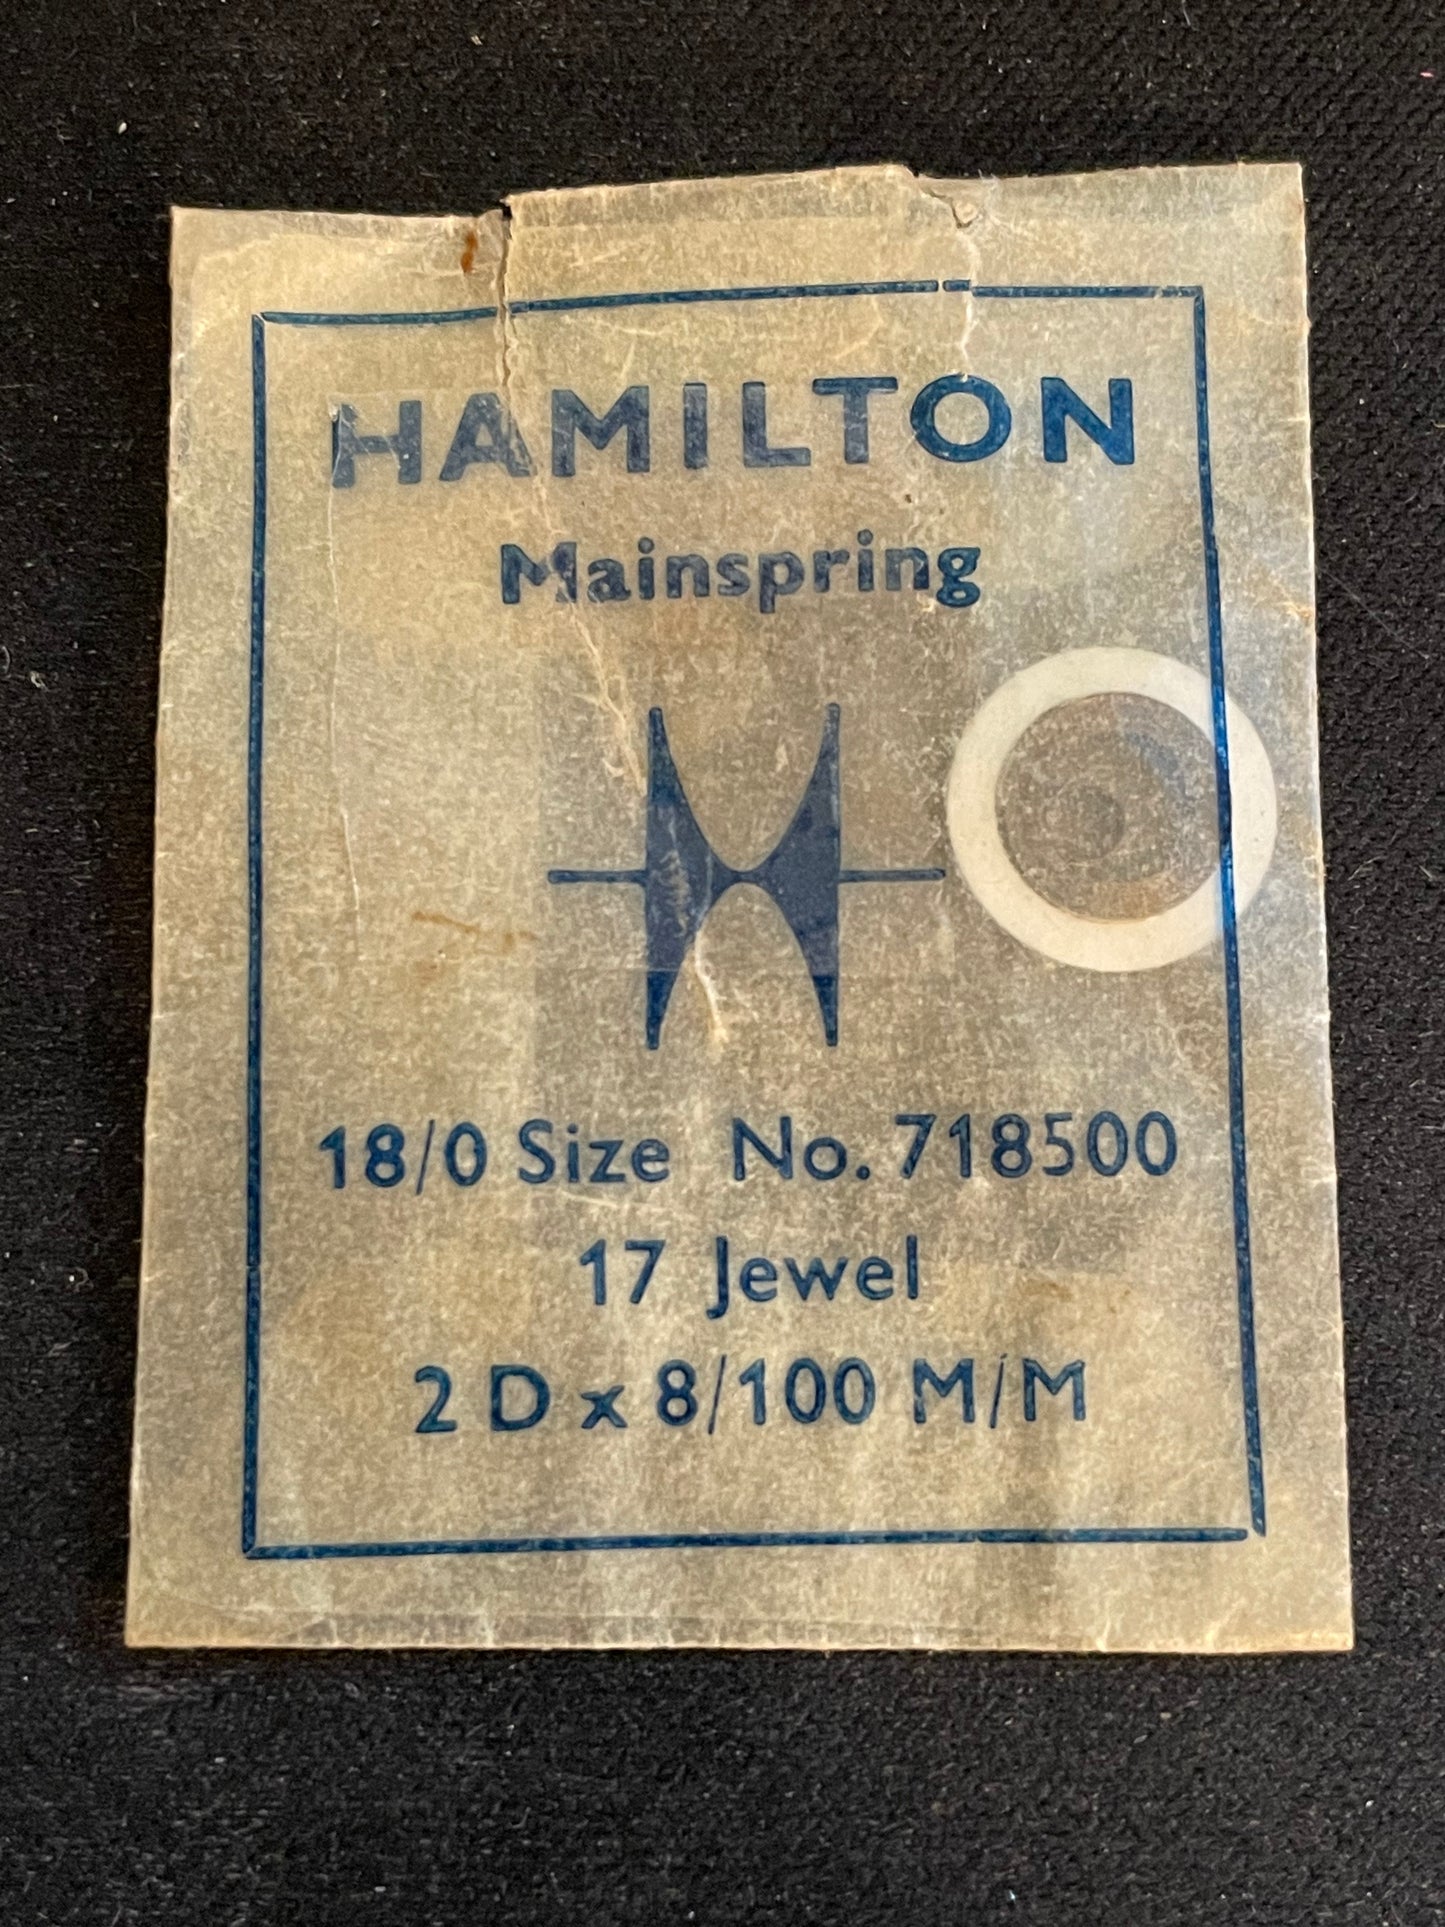 HAMILTON
Mainspring
18/0 Size No. 718500
17 Jewel
2 D x 8/100 M/M